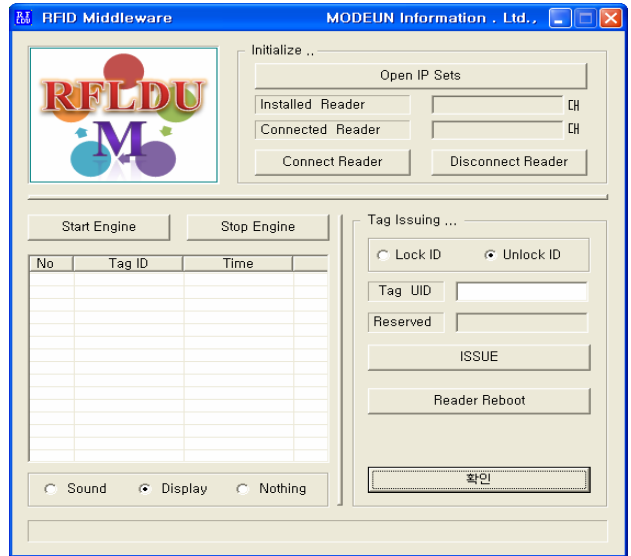 RFID Middleware
MODEUN Information . Ltd.,
RFLDU
M
Initialize ,,
Open IP Sets
Installed Reader 대
Connected Reader 대
Connect Reader
Disconnect Reader
Start Engine
Stop Engine
No Tag ID Time
Sound Display Nothing
Tag Issuing ...
Lock ID Unlock ID
Tag UID
Reserved
ISSUE
Reader Reboot
확인